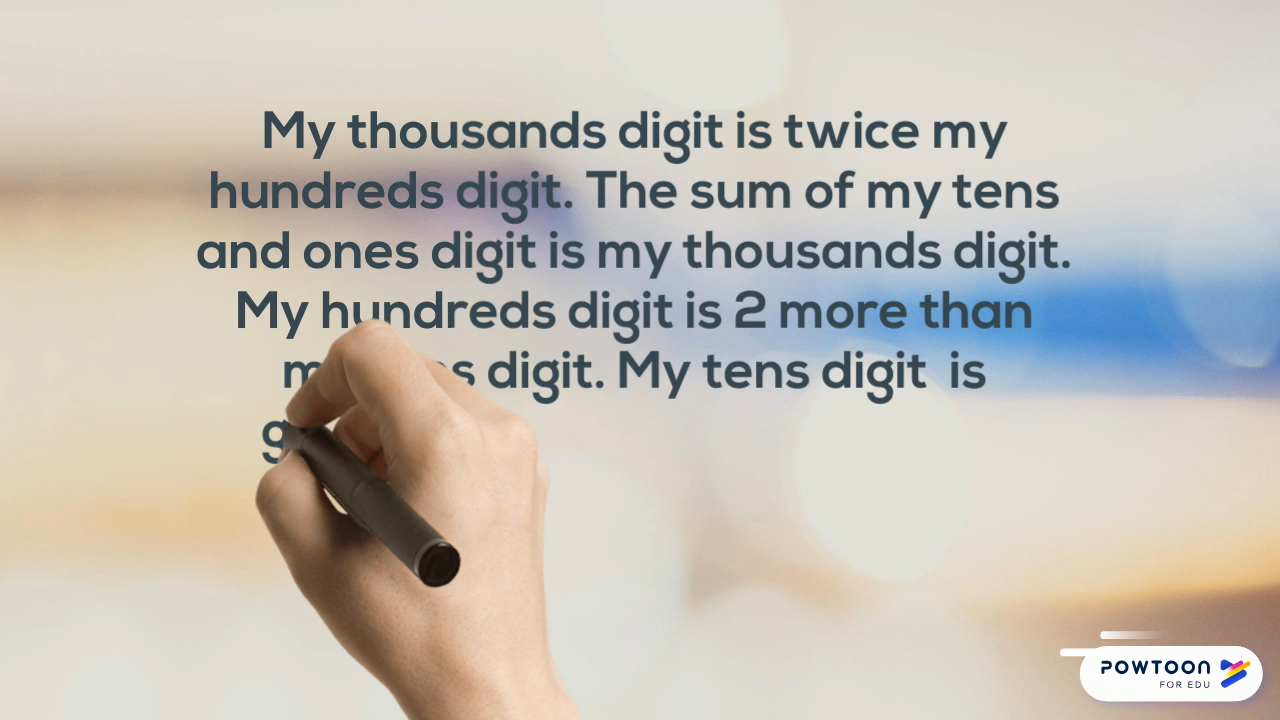 My thousands digit is twice my
hundreds digit. The sum of my tens
and ones digit is my thousands digit.
My hundreds digit is 2 more than
digit. My tens digit is
POWTOON
FOR EDU